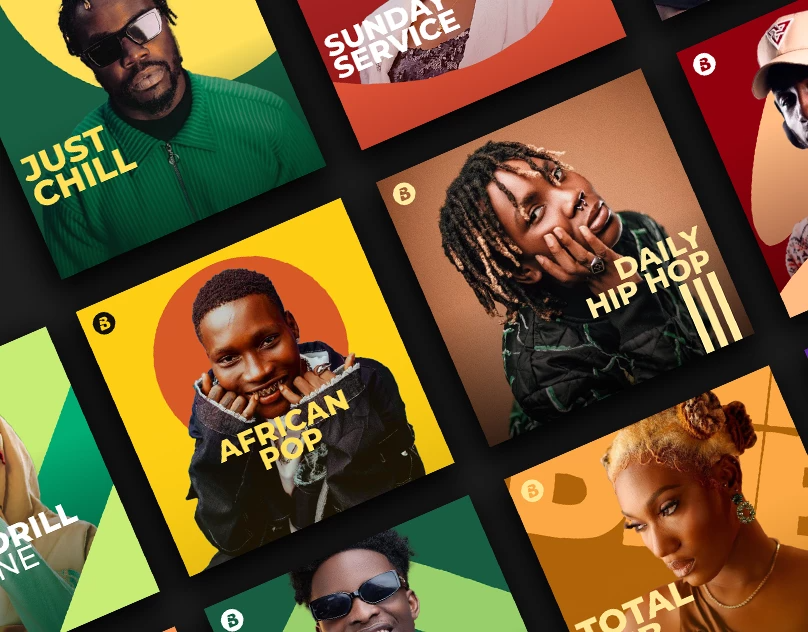 SUNDAY
SERVICE
JUST
CHILL
DAILY
HIP HOP
AFRICAN
POP
DRILL
TOTAL